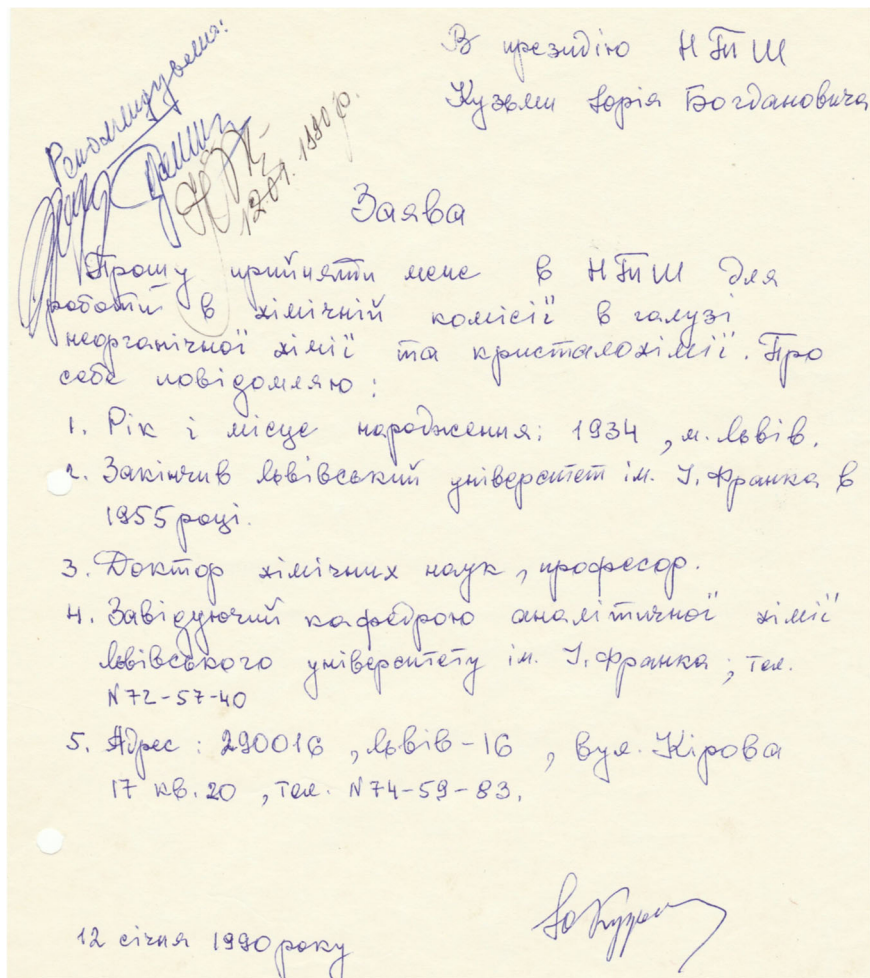 В президію НТШ
Кузьми Юрія Богдановича
Рекомендуємо:
12.01.1990 р.
Заява
Прошу прийняти мене в НТШ для
роботи в хімічній комісії в галузі
неорганічної хімії та кристалохімії. Про
себе повідомляю:
1. Рік і місце народження: 1934, м. Львів.
2. Закінчив Львівський університет ім. І. Франка в
1955 році.
3. Доктор хімічних наук, професор.
4. Завідуючий кафедрою аналітичної хімії
Львівського університету ім. І. Франка; тел.
N 72-57-40
5. Адрес: 290016, Львів-16, вул. Кірова
17 кв. 20, тел. N 74-59-83.
12 січня 1990 року